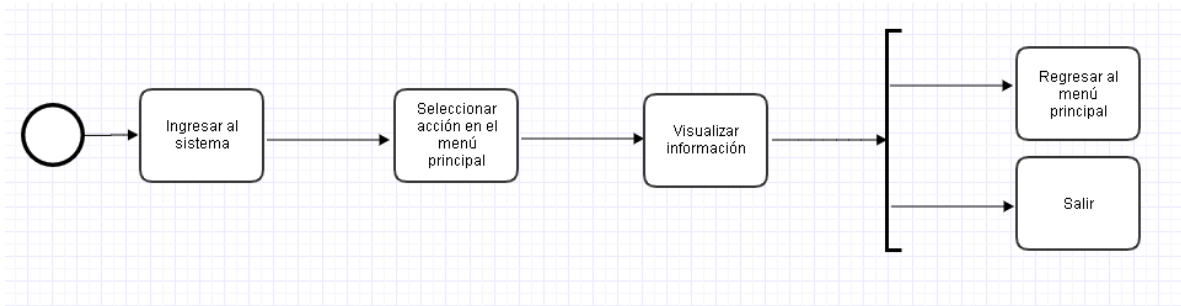 Ingresar al
sistema
Seleccionar
acción en el
menú
principal
Visualizar
información
Regresar al
menú
principal
Salir